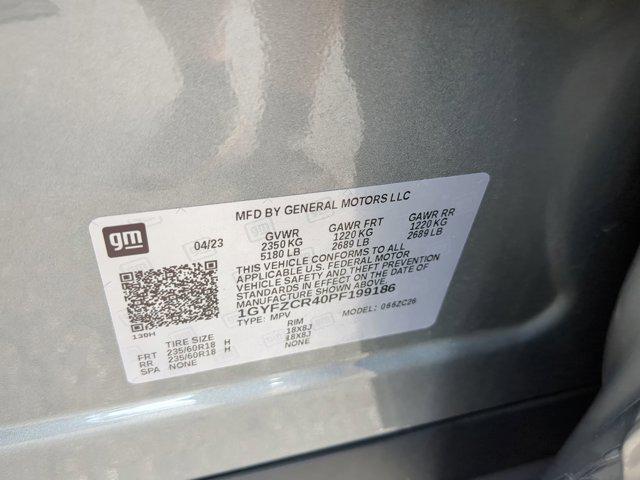 MFD BY GENERAL MOTORS LLC
gm
04/23
GVWR GAWR FRT GAWR RR
2350 KG 1220 KG 1220 KG
5180 LB 2689 LB 2689 LB
THIS VEHICLE CONFORMS TO ALL
APPLICABLE U.S. FEDERAL MOTOR
VEHICLE SAFETY AND THEFT PREVENTION
STANDARDS IN EFFECT ON THE DATE OF
MANUFACTURE SHOWN ABOVE.
1GYFZCR40PF199186
TYPE: MPV MODEL:
139H
TIRE SIZE RIM
FRT 235/60R18 H 18X8J
RR 235/60R18 H 18X8J
SPA NONE NONE